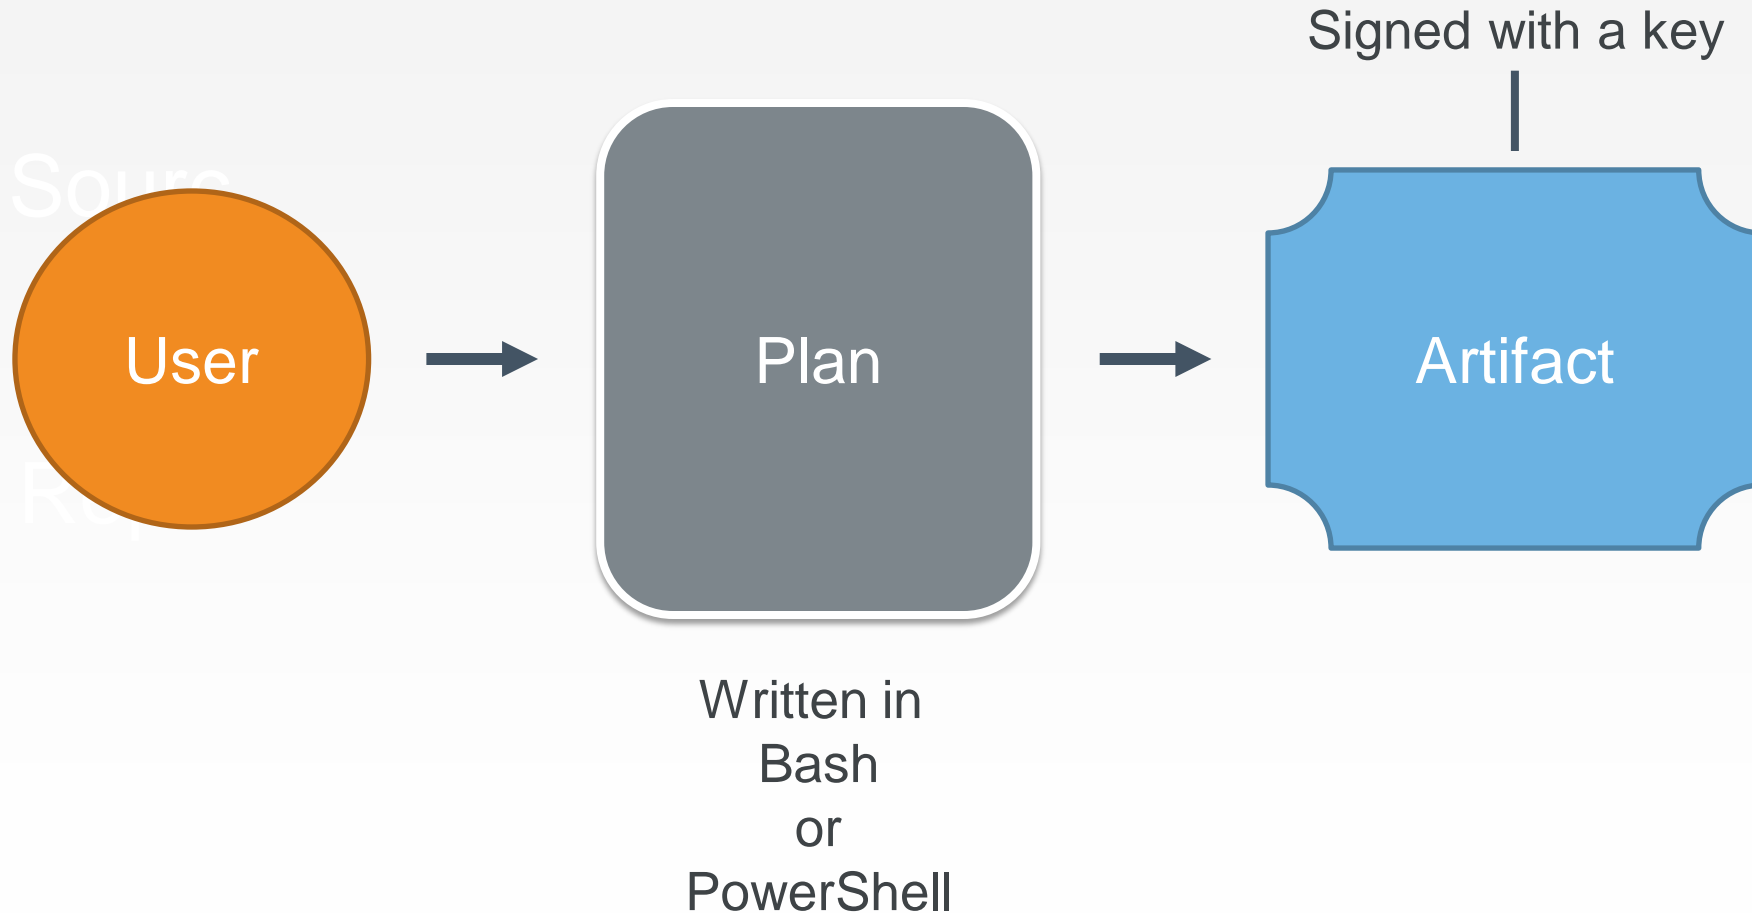 Signed with a key
User
Plan
Artifact
Written in
Bash
or
PowerShell